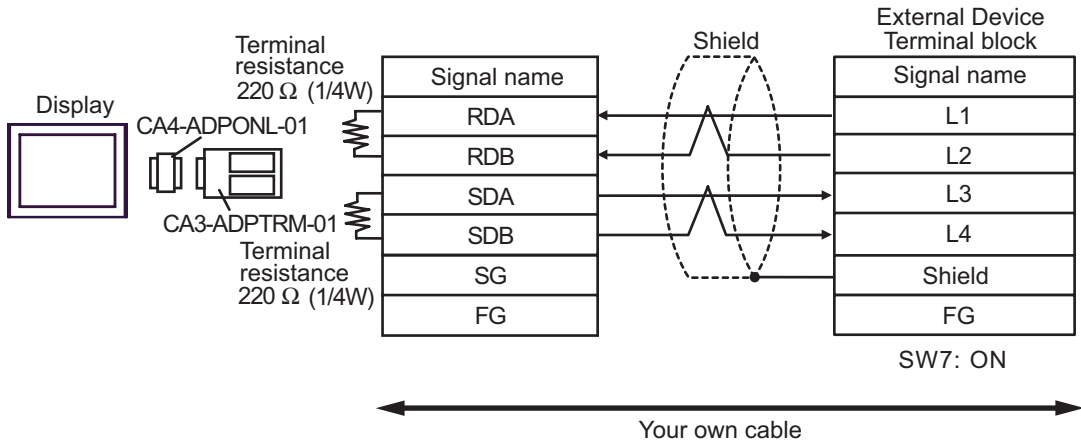 External Device
Terminal block
Shield
Terminal
resistance
220 Ω (1/4W)
Signal name
Signal name
Display
CA4-ADPONL-01
RDA
L1
RDB
L2
SDA
L3
CA3-ADPTRM-01
SDB
L4
Terminal
resistance
220 Ω (1/4W)
SG
Shield
FG
FG
SW7: ON
Your own cable